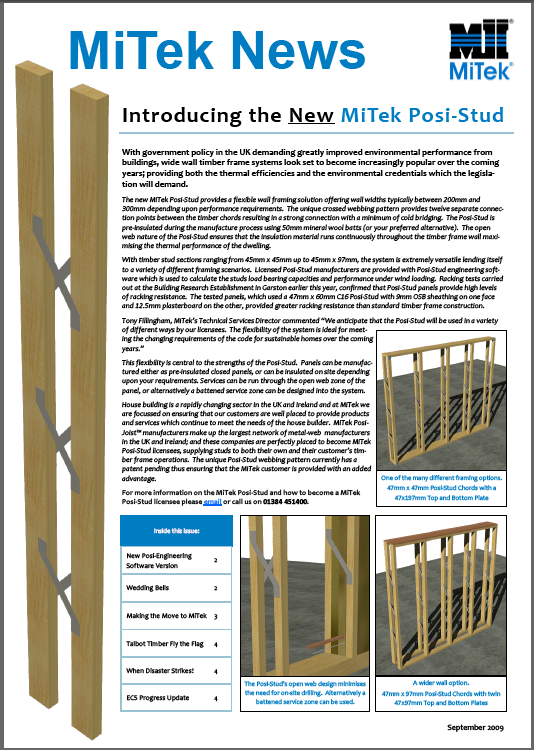 MiTek News
MiTek®
Introducing the New MiTek Posi-Stud
With government policy in the UK demanding greatly improved environmental performance from
buildings, wide wall timber frame systems look set to become increasingly popular over the coming
years; providing both the thermal efficiencies and the environmental credentials which the legisla-
tion will demand.
The new MiTek Posi-Stud provides a flexible wall framing solution offering wall widths typically between 200mm and
300mm depending upon performance requirements. The unique crossed webbing pattern provides twelve separate connec-
tion points between the timber chords resulting in a strong connection with a minimum of cold bridging. The Posi-Stud is
pre-insulated during the manufacture process using 50mm mineral wool batts (or your preferred alternative). The open
web nature of the Posi-Stud ensures that the insulation material runs continuously throughout the timber frame wall maxi-
mising the thermal performance of the dwelling.
With timber stud sections ranging from 45mm x 45mm up to 45mm x 97mm, the system is extremely versatile lending itself
to a variety of different framing scenarios. Licensed Posi-Stud manufacturers are provided with Posi-Stud engineering soft-
ware which is used to calculate the studs load bearing capacities and performance under wind loading. Racking tests carried
out at the Building Research Establishment in Garston earlier this year, confirmed that Posi-Stud panels provide high levels
of racking resistance. The tested panels, which used a 47mm x 60mm C16 Posi-Stud with 9mm OSB sheathing on one face
and 12.5mm plasterboard on the other, provided greater racking resistance than standard timber frame construction.
Tony Fillingham, MiTek's Technical Services Director commented "We anticipate that the Posi-Stud will be used in a variety
of different ways by our licensees. The flexibility of the system is ideal for meet-
ing the changing requirements of the code for sustainable homes over the coming
years."
This flexibility is central to the strengths of the Posi-Stud. Panels can be manufac-
tured either as pre-insulated closed panels, or can be insulated on site depending
upon your requirements. Services can be run through the open web zone of the
panel, or alternatively a battened service zone can be designed into the system.
House building is a rapidly changing sector in the UK and Ireland and at MiTek we
are focussed on ensuring that our customers are well placed to provide products
and services which continue to meet the needs of the house builder. MiTek Posi-
Joist™ manufacturers make up the largest network of metal-web manufacturers
in the UK and Ireland; and these companies are perfectly placed to become MiTek
Posi-Stud licensees, supplying studs to both their own and their customer's tim-
ber frame operations. The unique Posi-Stud webbing pattern currently has a
patent pending thus ensuring that the MiTek customer is provided with an added
advantage.
For more information on the MiTek Posi-Stud and how to become a MiTek
Posi-Stud licensee please email or call us on 01384 451400.
One of the many different framing options.
47mm x 47mm Posi-Stud Chords with a
47x197mm Top and Bottom Plate
Inside this issue:
New Posi-Engineering
Software Version 2
Wedding Bells 2
Making the Move to MiTek 3
Talbot Timber Fly the Flag 4
When Disaster Strikes! 4
ECS Progress Update 4
The Posi-Stud's open web design minimises
the need for on-site drilling. Alternatively a
battened service zone can be used.
A wider wall option.
47mm x 97mm Posi-Stud Chords with twin
47x97mm Top and Bottom Plates
September 2009